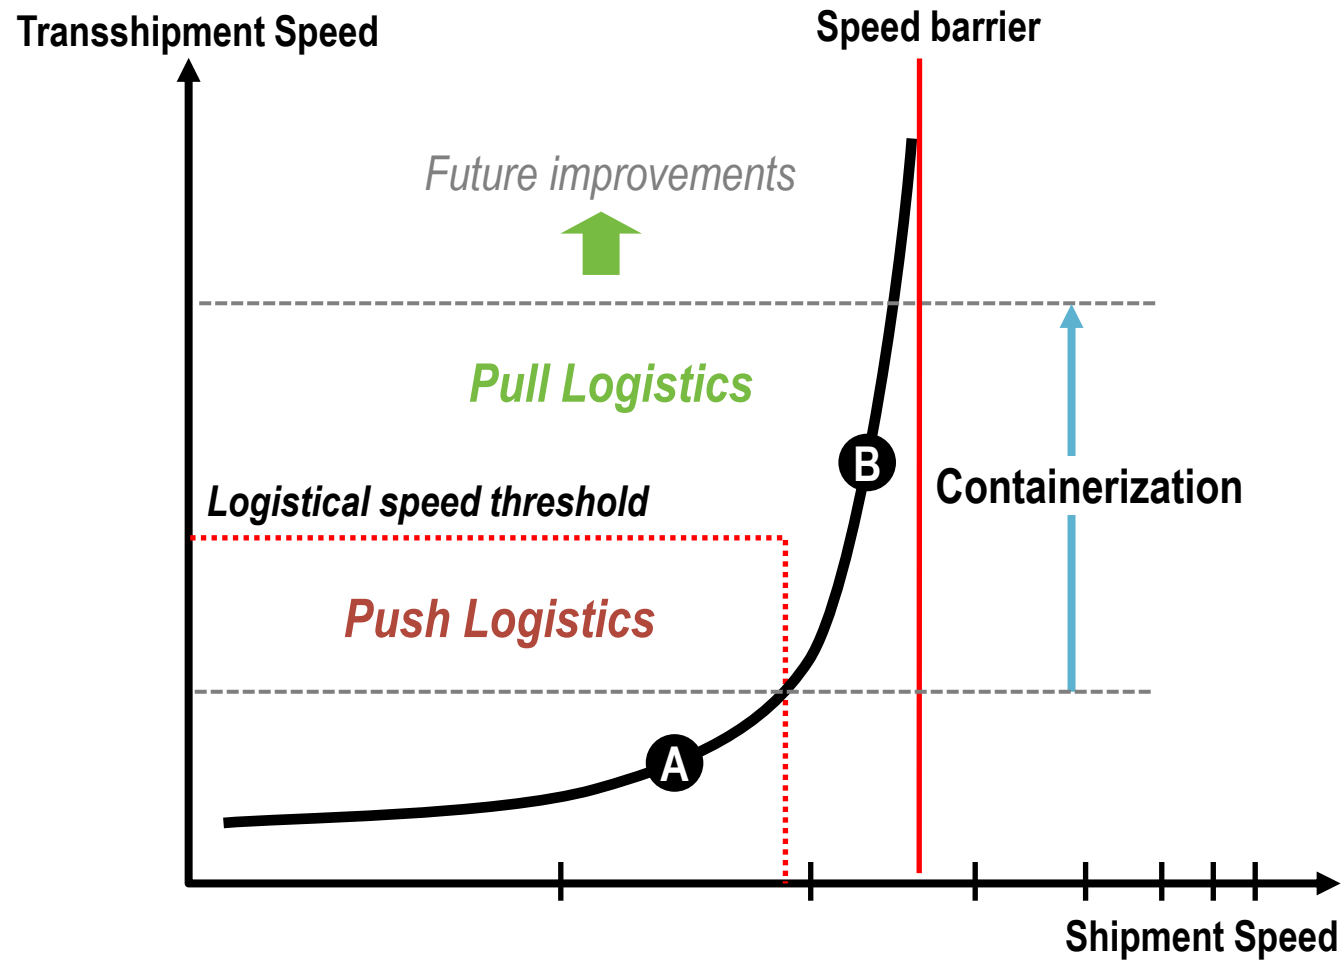 Transshipment Speed
Speed barrier
Future improvements
Pull Logistics
B
Containerization
Logistical speed threshold
Push Logistics
A
Shipment Speed